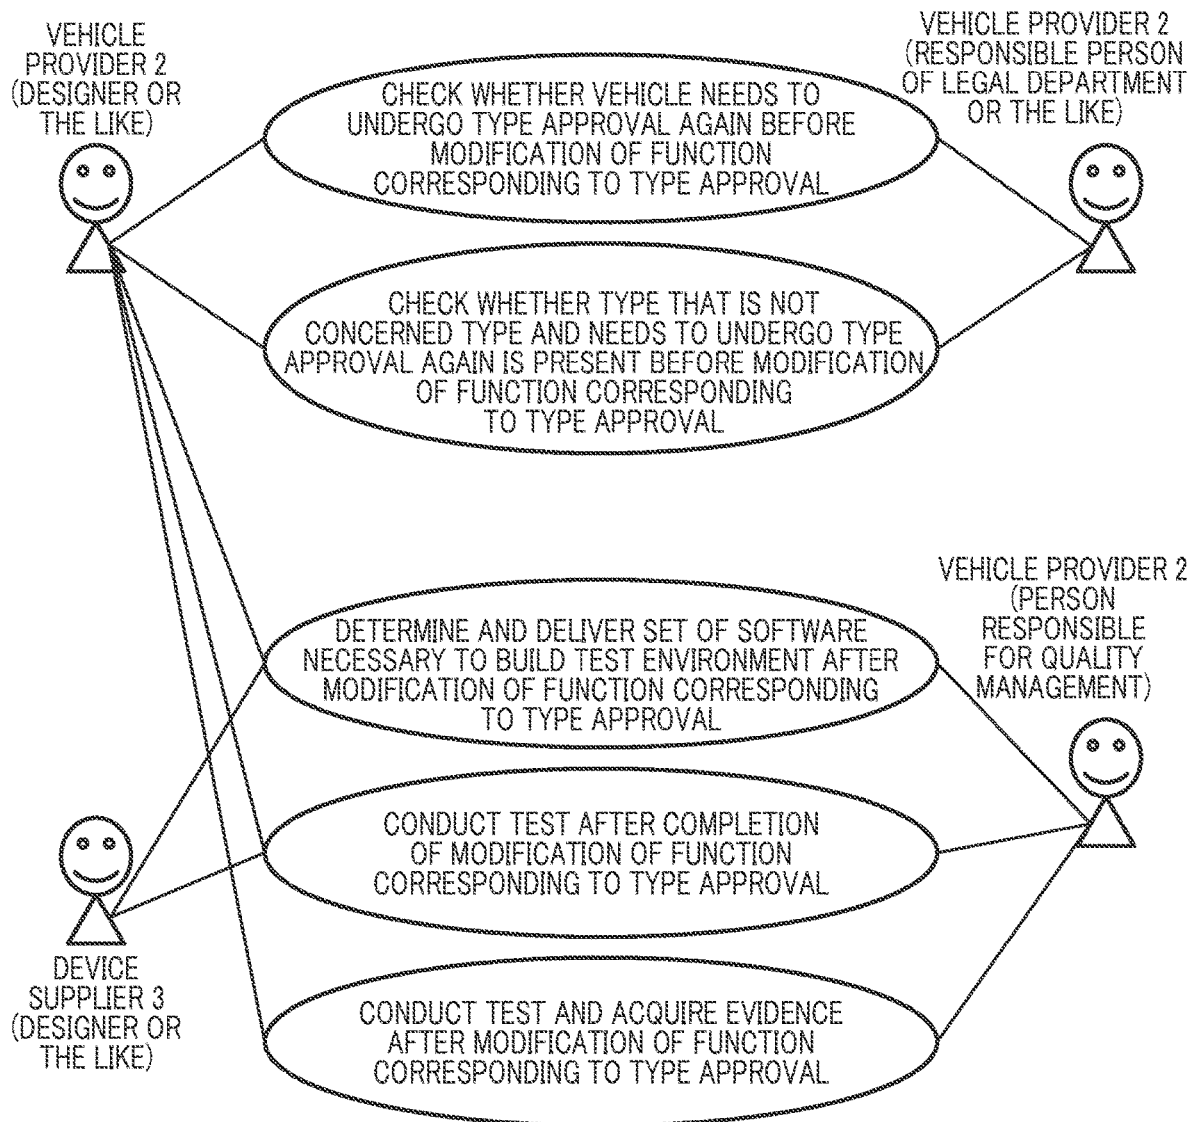 VEHICLE
PROVIDER 2
(DESIGNER OR
THE LIKE)
VEHICLE PROVIDER 2
(RESPONSIBLE PERSON
OF LEGAL DEPARTMENT
OR THE LIKE)
CHECK WHETHER VEHICLE NEEDS TO
UNDERGO TYPE APPROVAL AGAIN BEFORE
MODIFICATION OF FUNCTION
CORRESPONDING TO TYPE APPROVAL
CHECK WHETHER TYPE THAT IS NOT
CONCERNED TYPE AND NEEDS TO UNDERGO TYPE
APPROVAL AGAIN IS PRESENT BEFORE MODIFICATION
OF FUNCTION CORRESPONDING
TO TYPE APPROVAL
VEHICLE PROVIDER 2
(PERSON
RESPONSIBLE
FOR QUALITY
MANAGEMENT)
DETERMINE AND DELIVER SET OF SOFTWARE
NECESSARY TO BUILD TEST ENVIRONMENT AFTER
MODIFICATION OF FUNCTION CORRESPONDING
TO TYPE APPROVAL
CONDUCT TEST AFTER COMPLETION
OF MODIFICATION OF FUNCTION
CORRESPONDING TO TYPE APPROVAL
DEVICE
SUPPLIER 3
(DESIGNER OR
THE LIKE)
CONDUCT TEST AND ACQUIRE EVIDENCE
AFTER MODIFICATION OF FUNCTION
CORRESPONDING TO TYPE APPROVAL